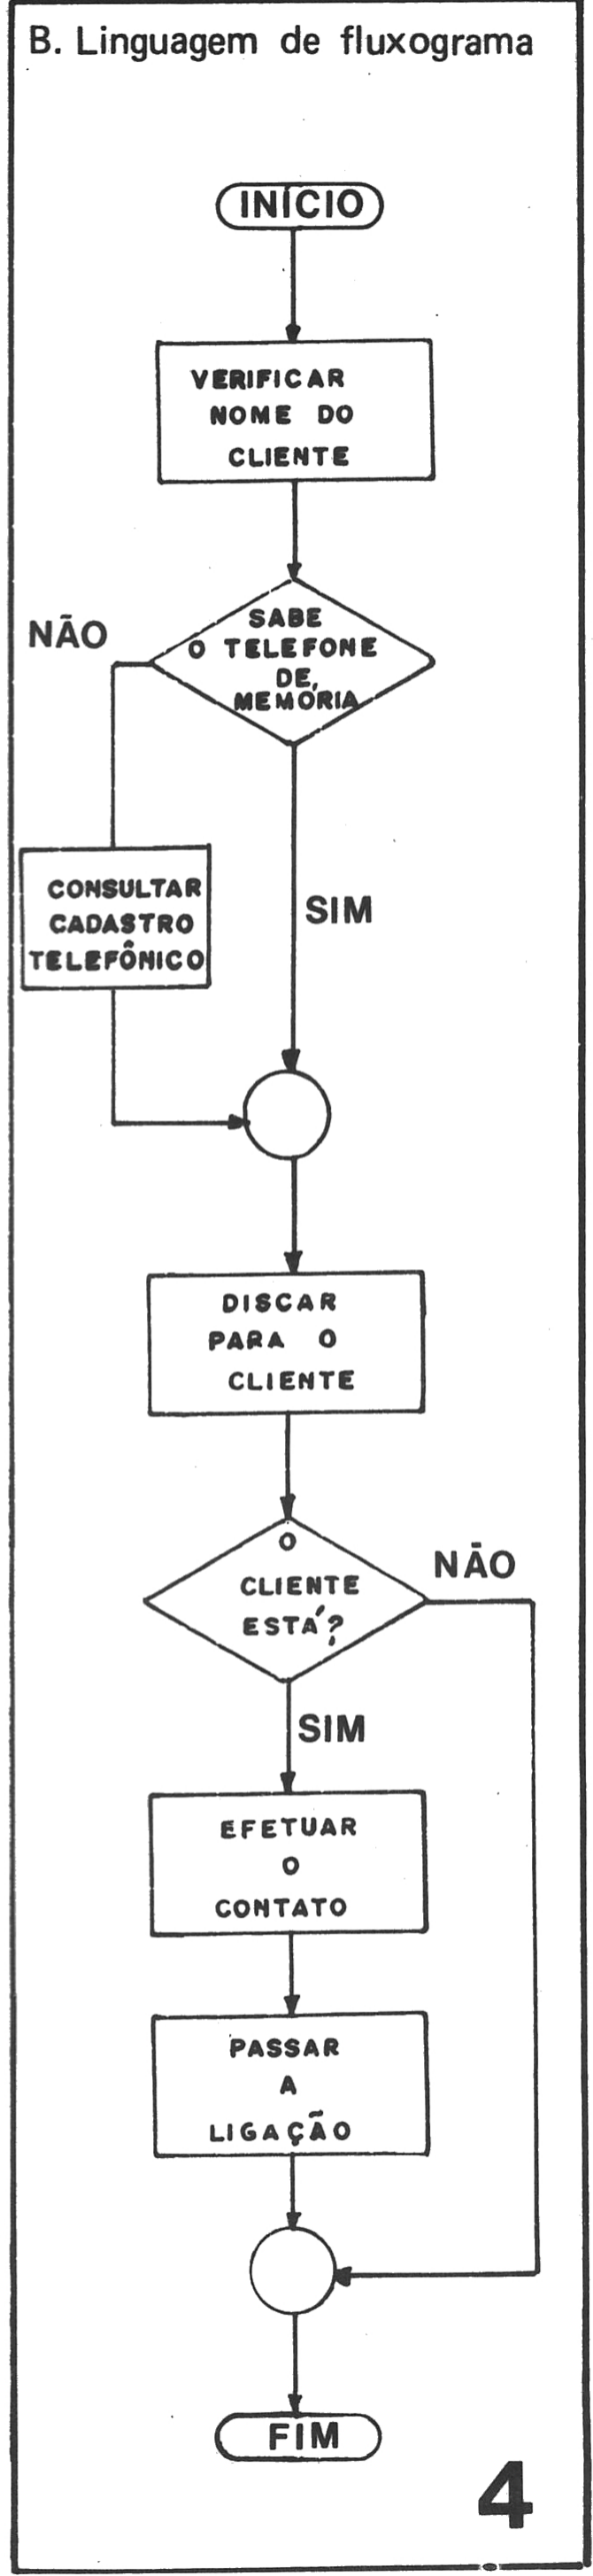 B. Linguagem de fluxograma
INÍCIO
VERIFICAR
NOME DO
CLIENTE
SABE
O TELEFONE
DE
MEMÓRIA
NÃO
CONSULTAR
CADASTRO
TELEFÔNICO
SIM
DISCAR
PARA O
CLIENTE
O
CLIENTE
ESTÁ?
NÃO
SIM
EFETUAR
O
CONTATO
PASSAR
A
LIGAÇÃO
FIM
4